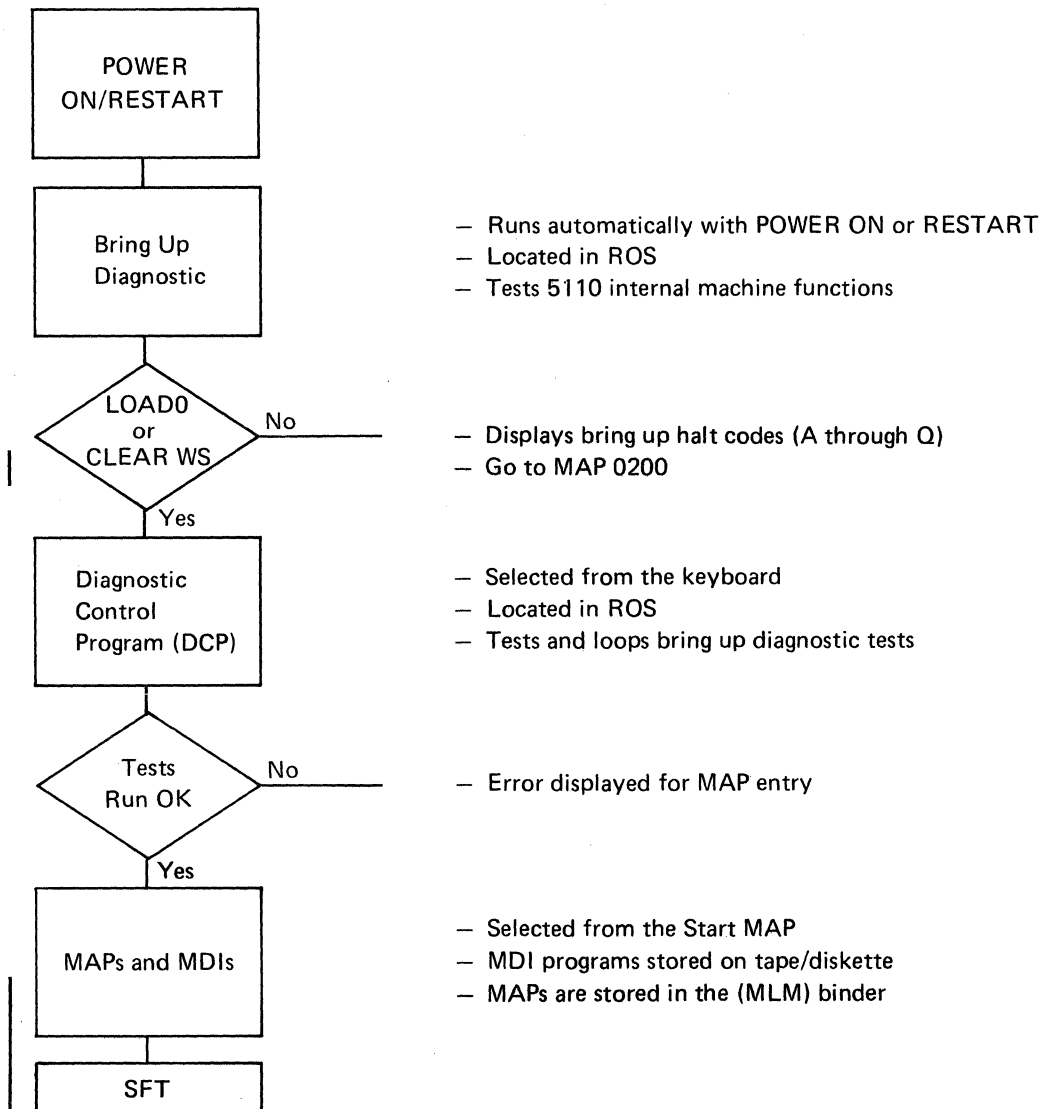 POWER
ON/RESTART
Bring Up
Diagnostic
— Runs automatically with POWER ON or RESTART
— Located in ROS
— Tests 5110 internal machine functions
LOAD0
or
CLEAR WS
No
— Displays bring up halt codes (A through Q)
— Go to MAP 0200
Yes
Diagnostic
Control
Program (DCP)
— Selected from the keyboard
— Located in ROS
— Tests and loops bring up diagnostic tests
Tests
Run OK
No
— Error displayed for MAP entry
Yes
MAPs and MDIs
— Selected from the Start MAP
— MDI programs stored on tape/diskette
— MAPs are stored in the (MLM) binder
SFT